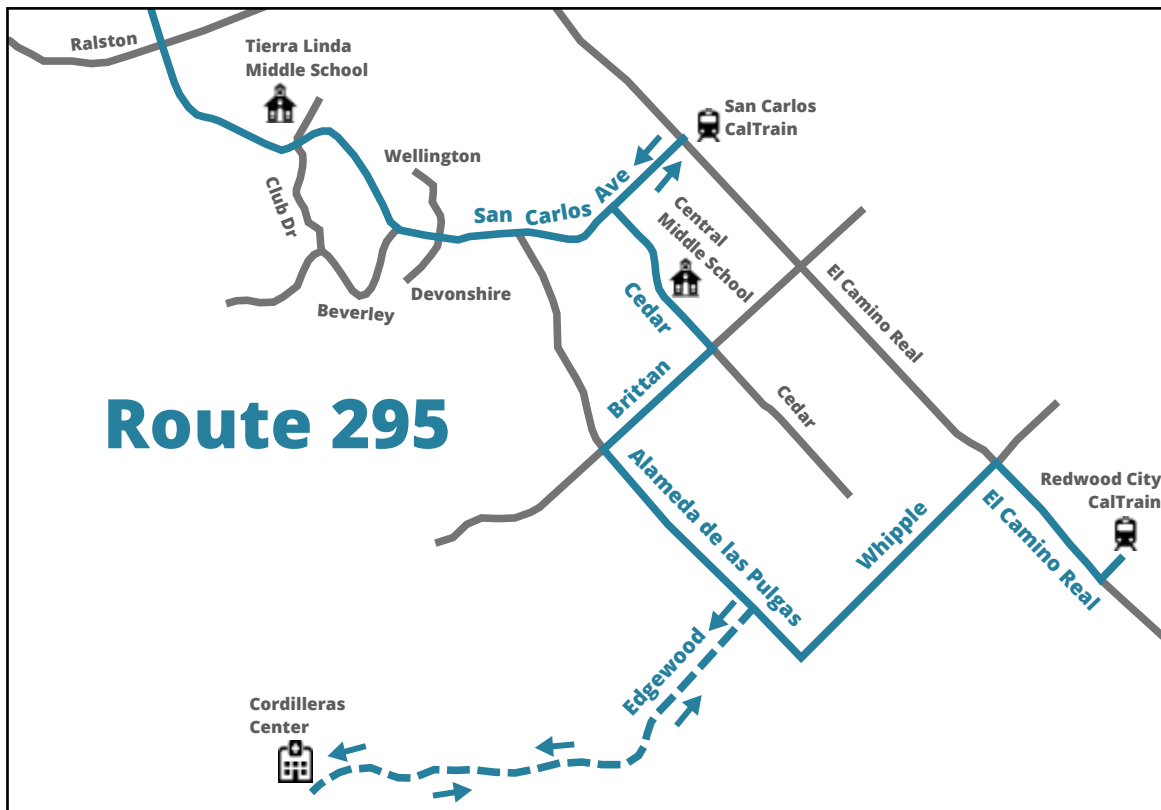 Ralston
Tierra Linda
Middle School
San Carlos
CalTrain
Wellington
Club Dr
San Carlos Ave
Central
Middle School
Devonshire
Beverley
El Camino Real
Cedar
Brittan
Cedar
Route 295
Alameda de las Pulgas
Whipple
Redwood City
CalTrain
El Camino Real
Edgewood
Cordilleras
Center